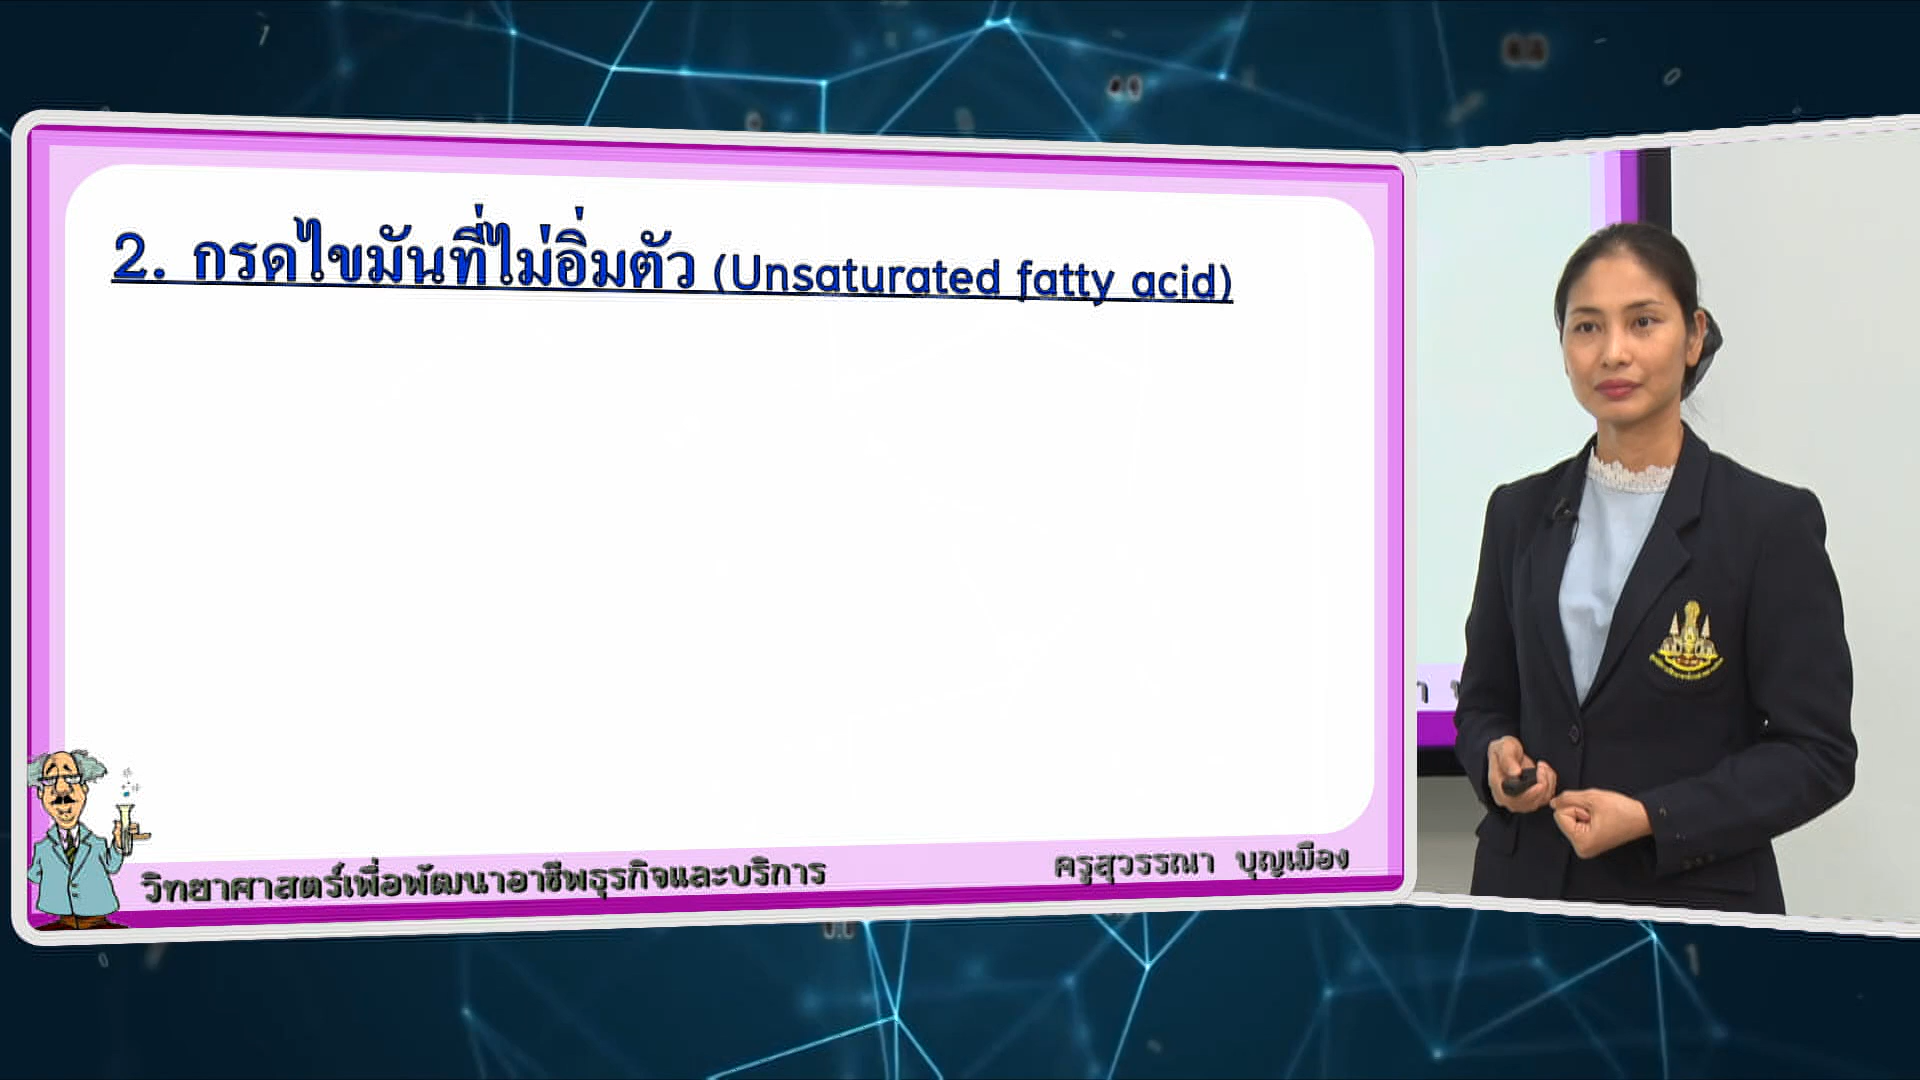 2. กรดไขมันที่ไม่อิ่มตัว (Unsaturated fatty acid)
วิทยาศาสตร์เพื่อพัฒนาอาชีพธุรกิจและบริการ
ครูสุวรรณา บุญเมือง